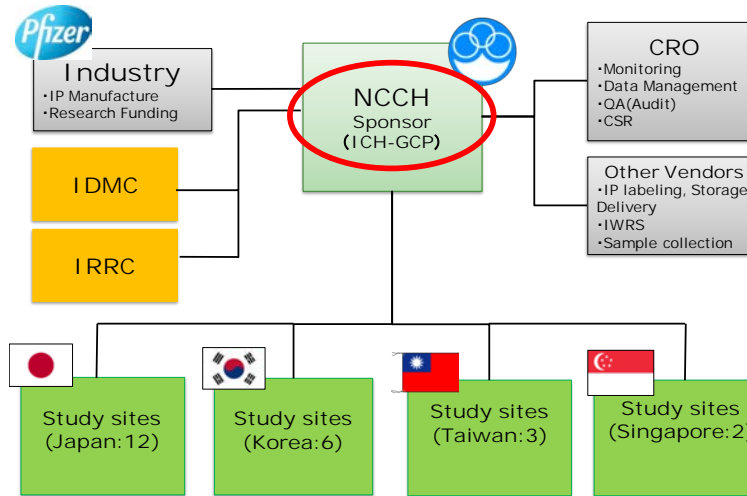 Pfizer
Industry
・IP Manufacture
・Research Funding
NCCH
Sponsor
(ICH-GCP)
CRO
・Monitoring
・Data Management
・QA(Audit)
・CSR
IDMC
IRRC
Other Vendors
・IP labeling, Storage
Delivery
・IWRS
・Sample collection
Study sites
(Japan:12)
Study sites
(Korea:6)
Study sites
(Taiwan:3)
Study sites
(Singapore:2)